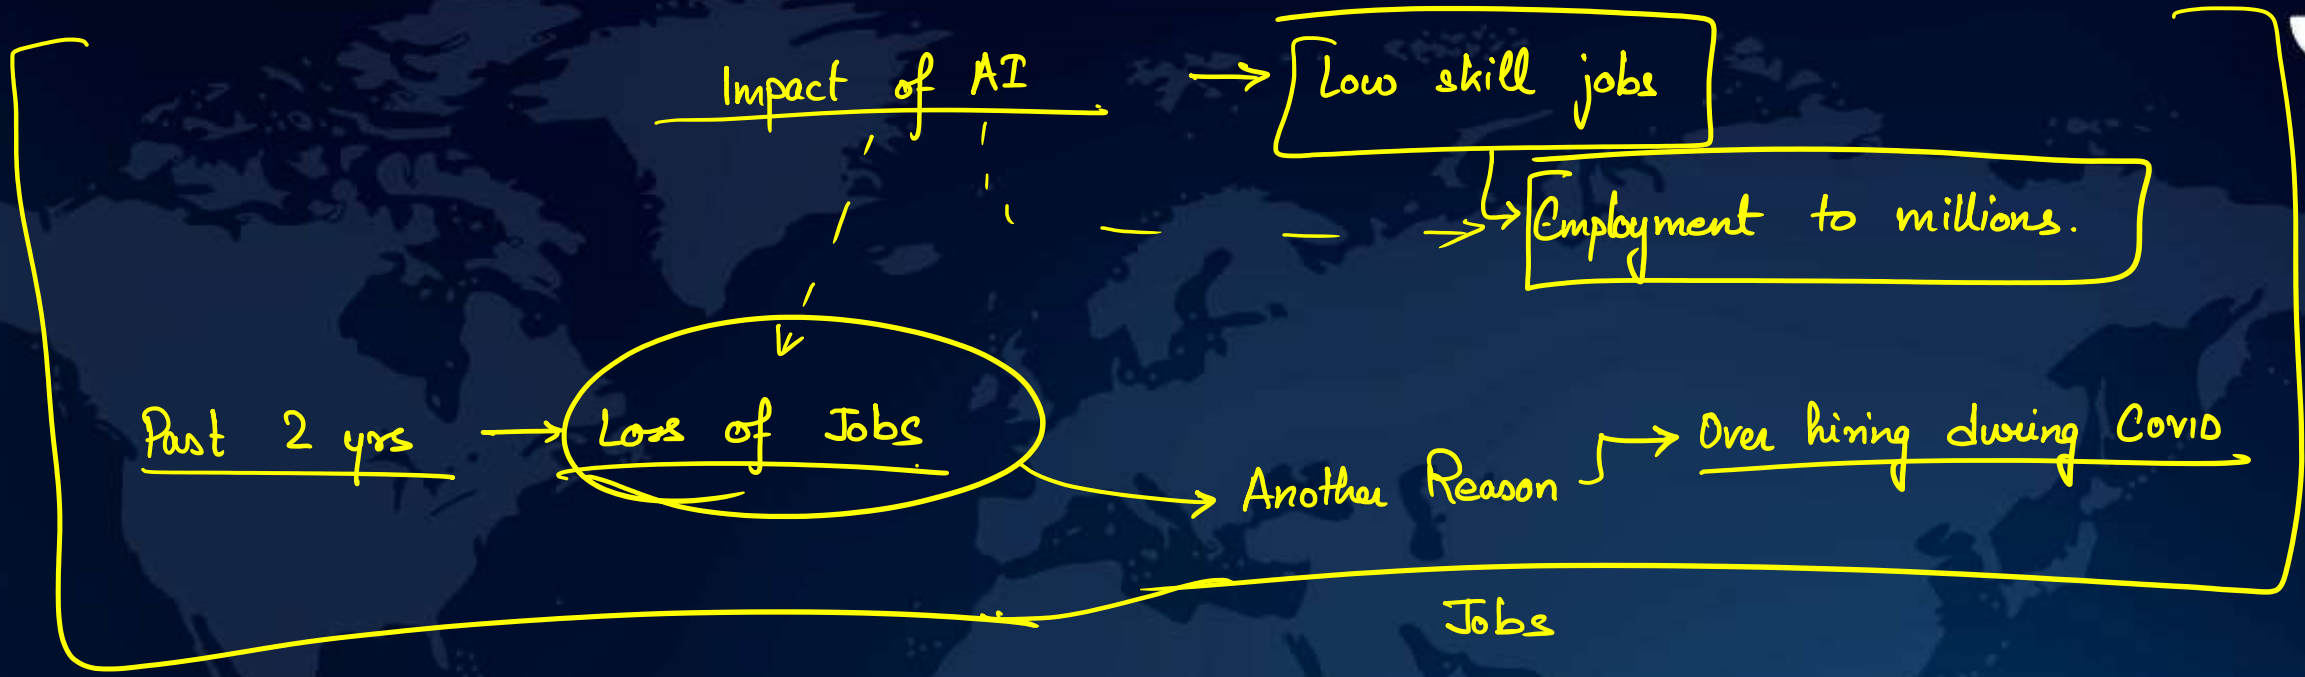 Impact of AI → Low skill jobs
Employment to millions.
Past 2 yrs → Loss of Jobs
Another Reason → Over hiring during COVID
Jobs